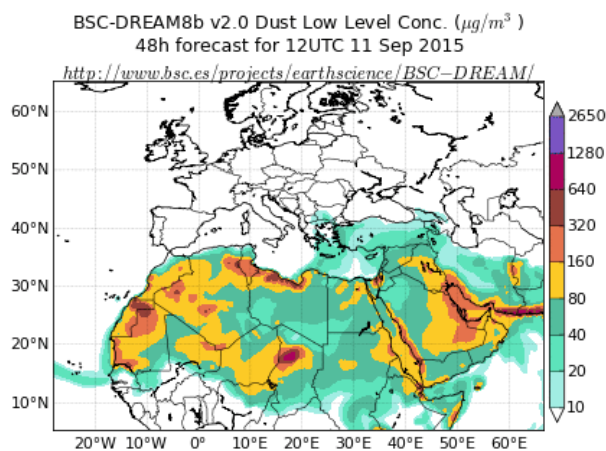 BSC-DREAM8b v2.0 Dust Low Level Conc. (μg/m³ )
48h forecast for 12UTC 11 Sep 2015
http://www.bsc.es/projects/earthscience/BSC−DREAM/
60°N
50°N
40°N
30°N
20°N
10°N
20°W 10°W 0° 10°E 20°E 30°E 40°E 50°E 60°E
2650
1280
640
320
160
80
40
20
10